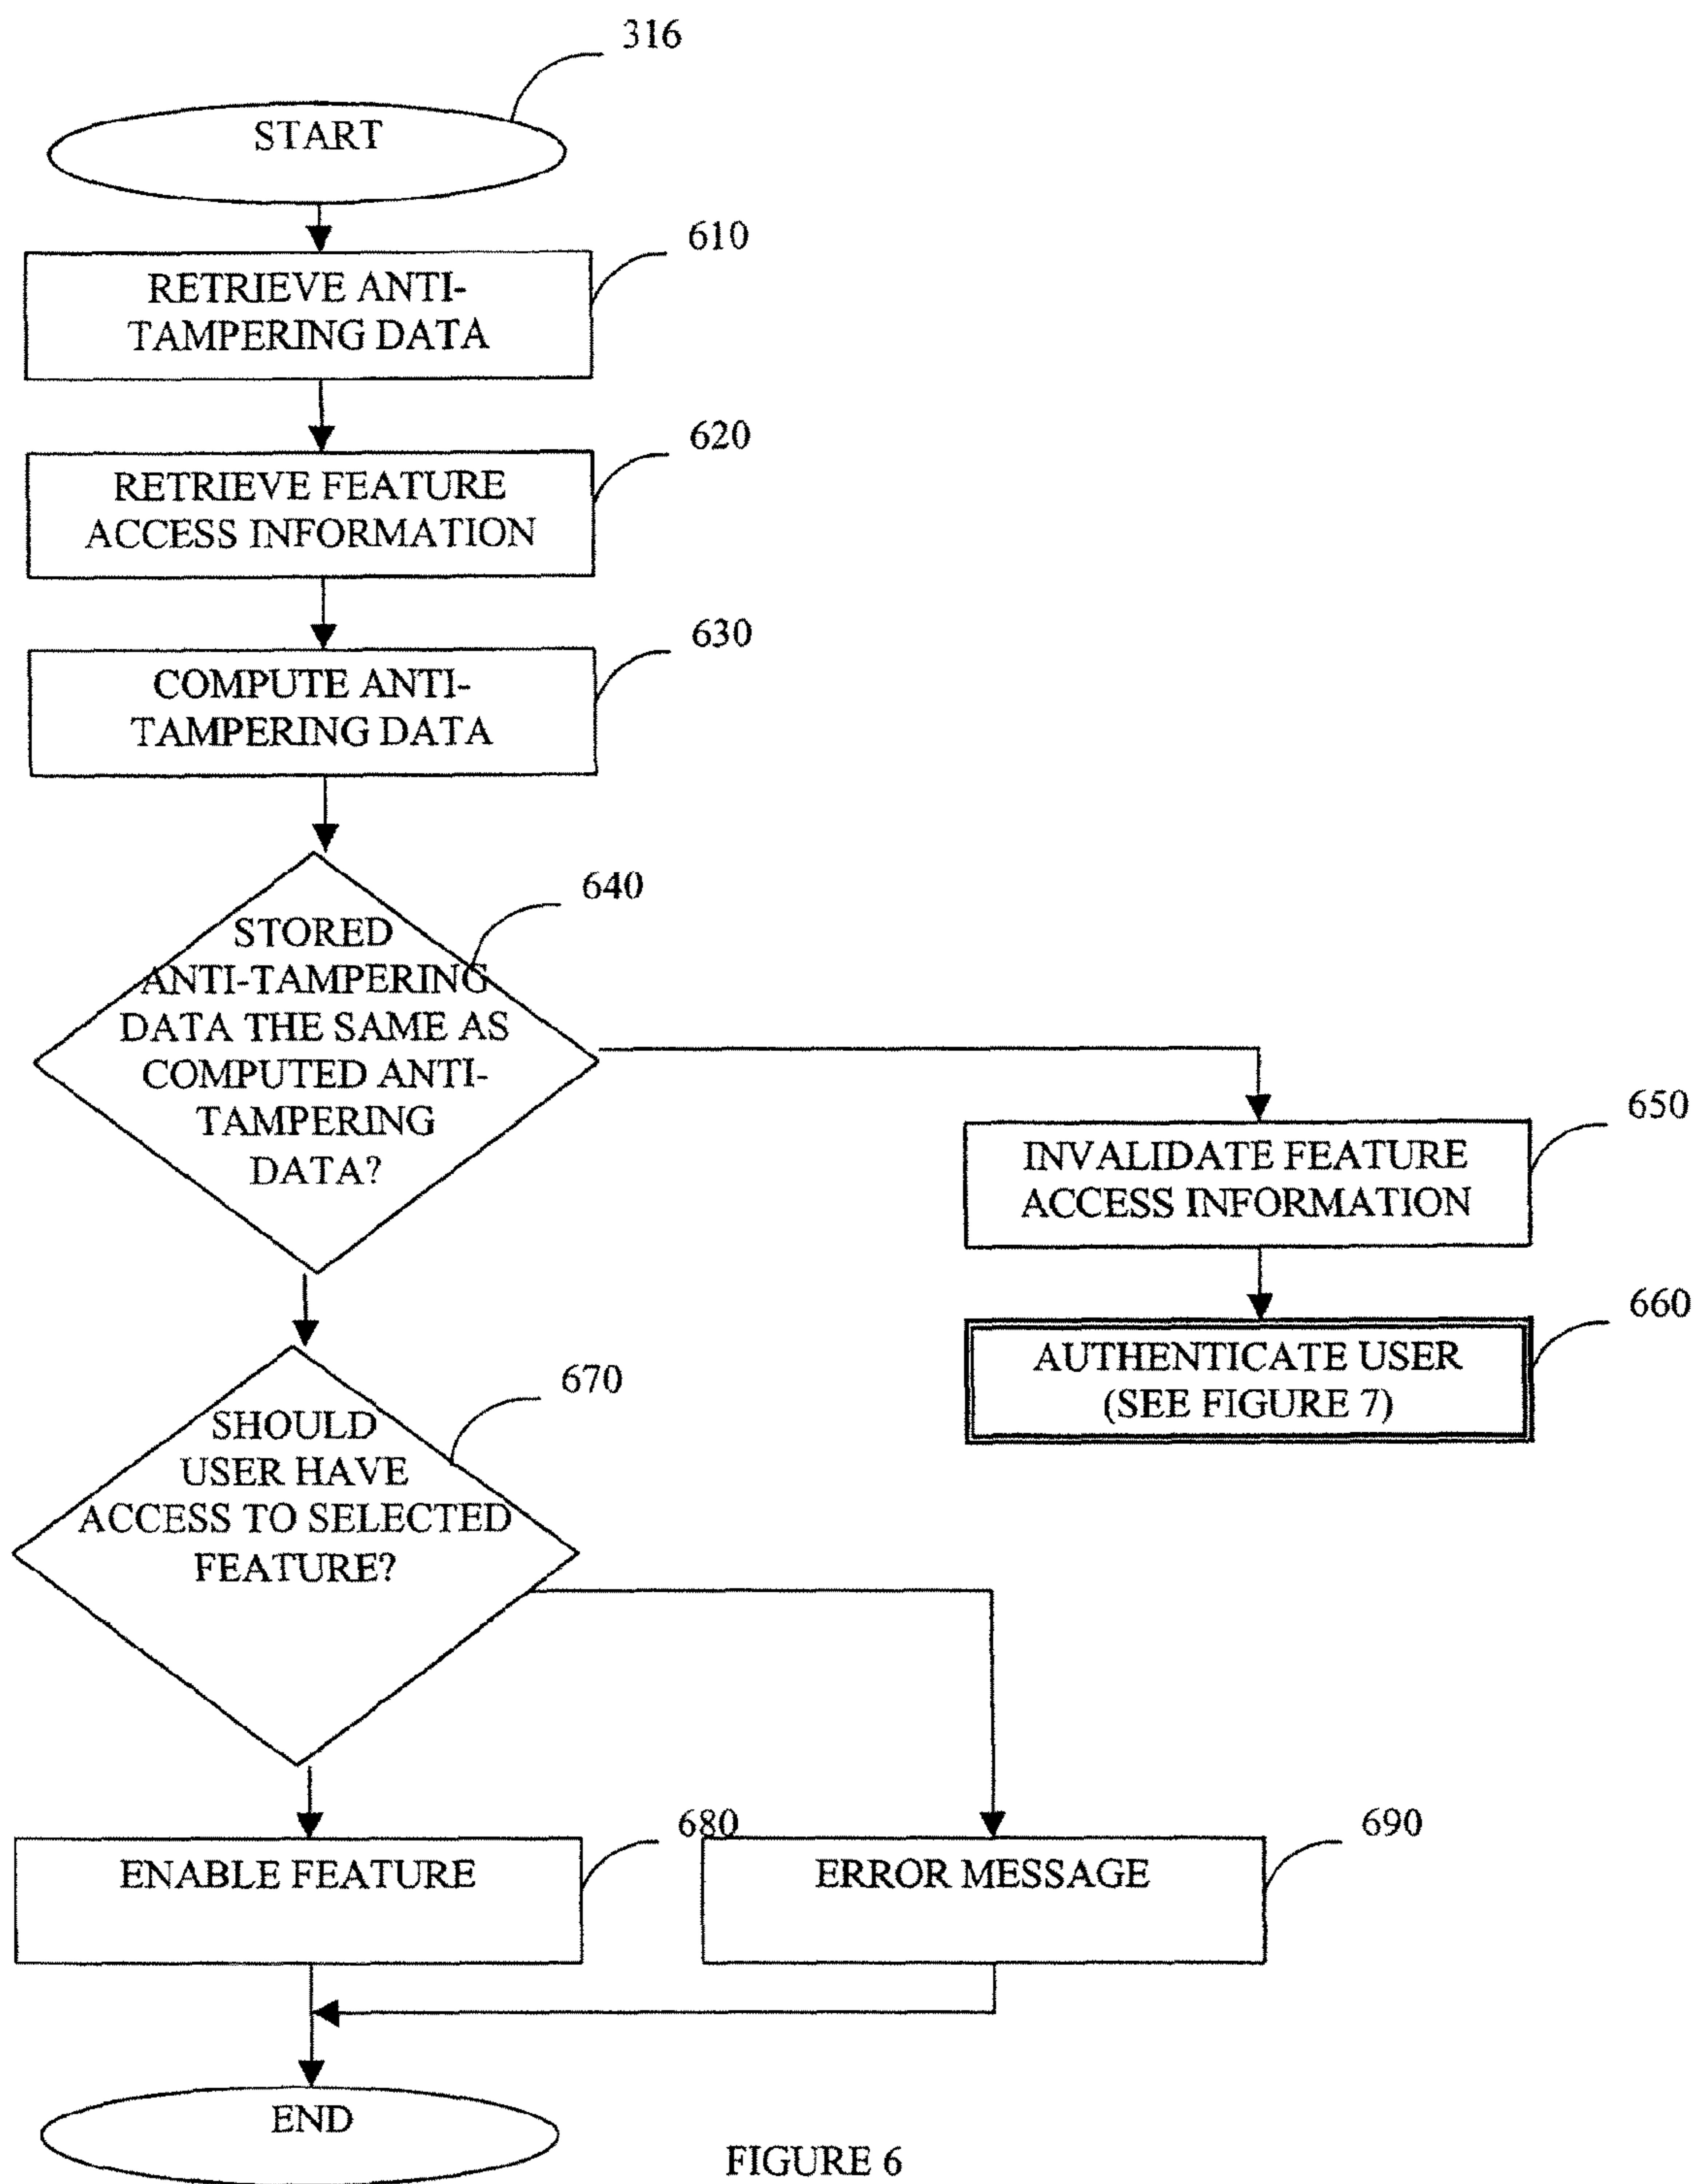 316
START
610
RETRIEVE ANTI-
TAMPERING DATA
620
RETRIEVE FEATURE
ACCESS INFORMATION
630
COMPUTE ANTI-
TAMPERING DATA
640
STORED
ANTI-TAMPERING
DATA THE SAME AS
COMPUTED ANTI-
TAMPERING
DATA?
650
INVALIDATE FEATURE
ACCESS INFORMATION
660
AUTHENTICATE USER
(SEE FIGURE 7)
670
SHOULD
USER HAVE
ACCESS TO SELECTED
FEATURE?
680
ENABLE FEATURE
690
ERROR MESSAGE
END
FIGURE 6